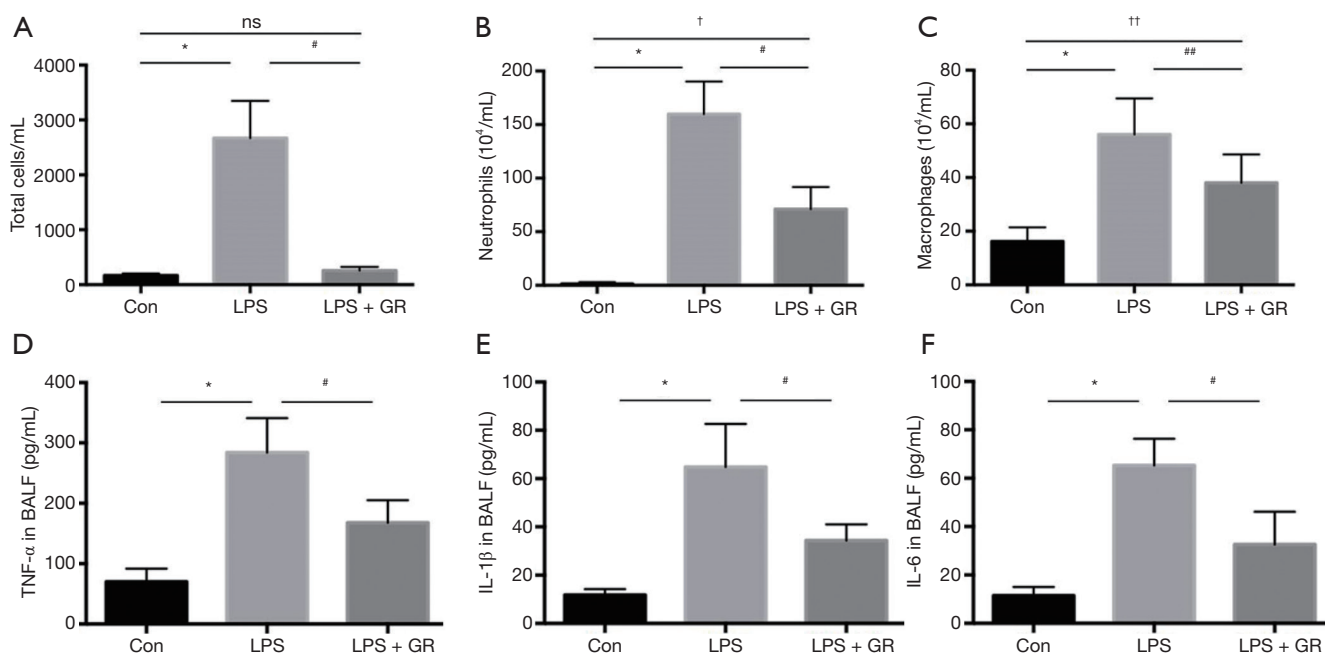 A
ns
*
#
Total cells/mL
4000
3000
2000
1000
0
Con
LPS
LPS + GR
B
†
*
#
Neutrophils (10⁴/mL)
200
150
100
50
0
Con
LPS
LPS + GR
C
††
*
##
Macrophages (10⁴/mL)
80
60
40
20
0
Con
LPS
LPS + GR
D
*
#
TNF-α in BALF (pg/mL)
400
300
200
100
0
Con
LPS
LPS + GR
E
*
#
IL-1β in BALF (pg/mL)
100
80
60
40
20
0
Con
LPS
LPS + GR
F
*
#
IL-6 in BALF (pg/mL)
100
80
60
40
20
0
Con
LPS
LPS + GR